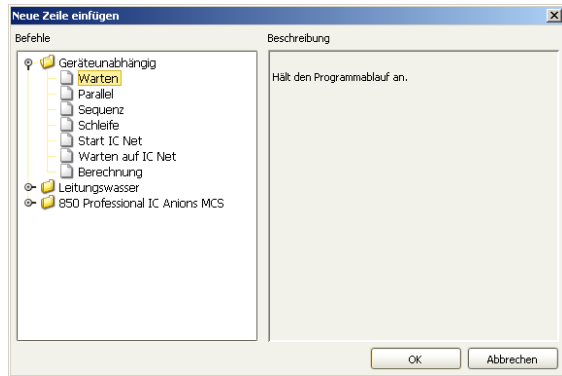 Neue Zeile einfügen
Befehle
Beschreibung
Geräteunabhängig
Warten
Parallel
Sequenz
Schleife
Start IC Net
Warten auf IC Net
Berechnung
Leitungswasser
850 Professional IC Anions MCS
Hält den Programmablauf an.
OK
Abbrechen